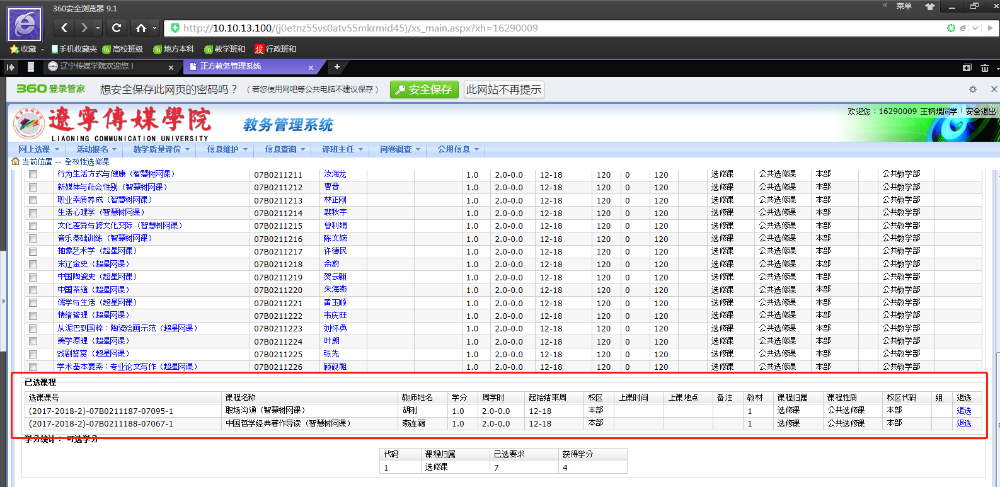 360安全浏览器 9.1
菜单
http://10.10.13.100/(j0etnz55vs0atv55mkrmid45)/xs_main.aspx?xh=16290009
收藏 手机收藏夹 高校班级 地方本科 教学班和 行政班和
辽宁传媒学院欢迎您！ 正方教务管理系统
360登录管家 想安全保存此网页的密码吗？（若您使用网吧等公共电脑不建议保存） 安全保存 此网站不再提示
遼寧傳媒學院 教务管理系统
LIAONING COMMUNICATION UNIVERSITY
欢迎您：16290009 王柄焜同学 安全退出
网上选课 活动报名 教学质量评价 信息维护 信息查询 评班主任 问卷调查 公用信息
当前位置 -- 全校性选修课
行为生活方式与健康（智慧树网课） 07B0211211 汝海龙 1.0 2.0-0.0 12-18 120 0 120 选修课 公共选修课 本部 公共教学部
新媒体与社会性别（智慧树网课） 07B0211212 曹晋 1.0 2.0-0.0 12-18 120 0 120 选修课 公共选修课 本部 公共教学部
职业素质养成（智慧树网课） 07B0211213 林正刚 1.0 2.0-0.0 12-18 120 0 120 选修课 公共选修课 本部 公共教学部
生活心理学（智慧树网课） 07B0211214 裴秋宇 1.0 2.0-0.0 12-18 120 0 120 选修课 公共选修课 本部 公共教学部
文化差异与跨文化交际（智慧树网课） 07B0211215 曾利娟 1.0 2.0-0.0 12-18 120 0 120 选修课 公共选修课 本部 公共教学部
音乐基础训练（智慧树网课） 07B0211216 陈文婉 1.0 2.0-0.0 12-18 120 0 120 选修课 公共选修课 本部 公共教学部
抽象艺术学（超星网课） 07B0211217 许德民 1.0 2.0-0.0 12-18 120 0 120 选修课 公共选修课 本部 公共教学部
宋辽金史（超星网课） 07B0211218 余蔚 1.0 2.0-0.0 12-18 120 0 120 选修课 公共选修课 本部 公共教学部
中国陶瓷史（超星网课） 07B0211219 贺云翱 1.0 2.0-0.0 12-18 120 0 120 选修课 公共选修课 本部 公共教学部
中国茶道（超星网课） 07B0211220 朱海燕 1.0 2.0-0.0 12-18 120 0 120 选修课 公共选修课 本部 公共教学部
儒学与生活（超星网课） 07B0211221 黄玉顺 1.0 2.0-0.0 12-18 120 0 120 选修课 公共选修课 本部 公共教学部
情绪管理（超星网课） 07B0211222 韦庆旺 1.0 2.0-0.0 12-18 120 0 120 选修课 公共选修课 本部 公共教学部
从泥巴到国粹：陶瓷绘画示范（超星网课） 07B0211223 刘怀勇 1.0 2.0-0.0 12-18 120 0 120 选修课 公共选修课 本部 公共教学部
美学原理（超星网课） 07B0211224 叶朗 1.0 2.0-0.0 12-18 120 0 120 选修课 公共选修课 本部 公共教学部
戏剧鉴赏（超星网课） 07B0211225 张先 1.0 2.0-0.0 12-18 120 0 120 选修课 公共选修课 本部 公共教学部
学术基本要素：专业论文写作（超星网课） 07B0211226 顾砚祖 1.0 2.0-0.0 12-18 120 0 120 选修课 公共选修课 本部 公共教学部
已选课程
选课课号 课程名称 教师姓名 学分 周学时 起始结束周 校区 上课时间 上课地点 备注 教材 课程归属 课程性质 校区代码 组 退选
(2017-2018-2)-07B0211187-07095-1 职场沟通（智慧树网课） 胡刚 1.0 2.0-0.0 12-18 本部 1 选修课 公共选修课 本部 退选
(2017-2018-2)-07B0211188-07067-1 中国哲学经典著作导读（智慧树网课） 燕连福 1.0 2.0-0.0 12-18 本部 1 选修课 公共选修课 本部 退选
学分统计： 可选学分
代码 课程归属 已选要求 获得学分
1 选修课 7 4